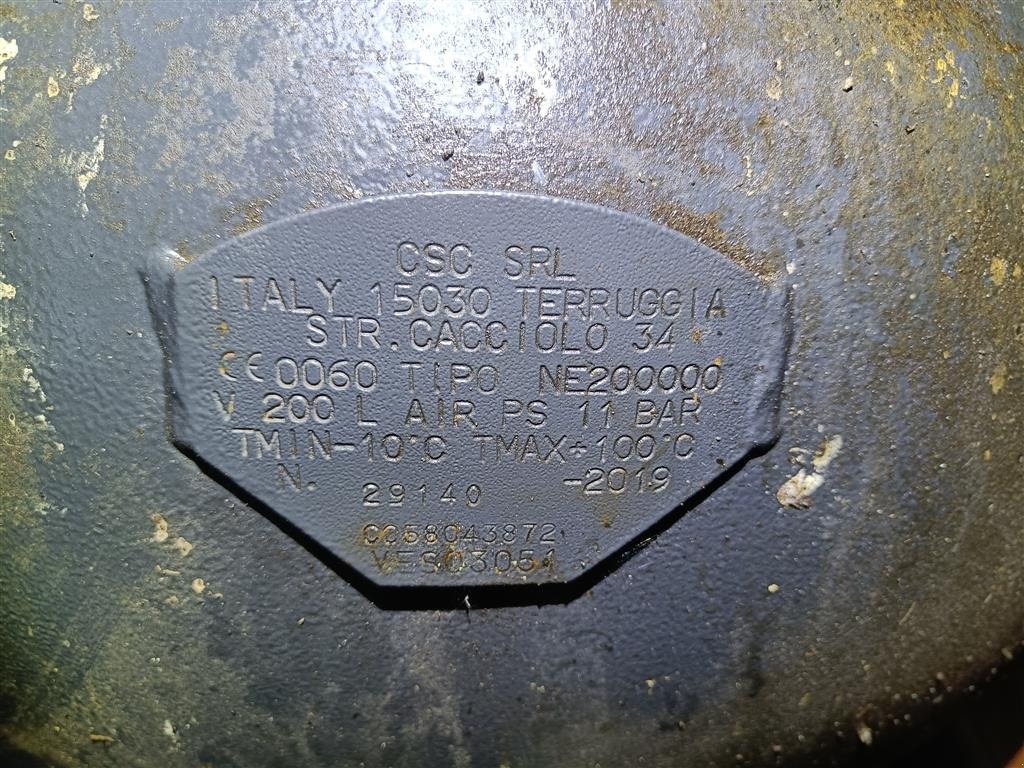 CSC SRL
ITALY 15030 TERRUGGIA
STR.CACCIOLO 34
CE 0060 TIPO NE200000
V 200 L AIR PS 11 BAR
TMIN-10°C TMAX+100°C
N. 29140 -2019
CC58043872
VES03051